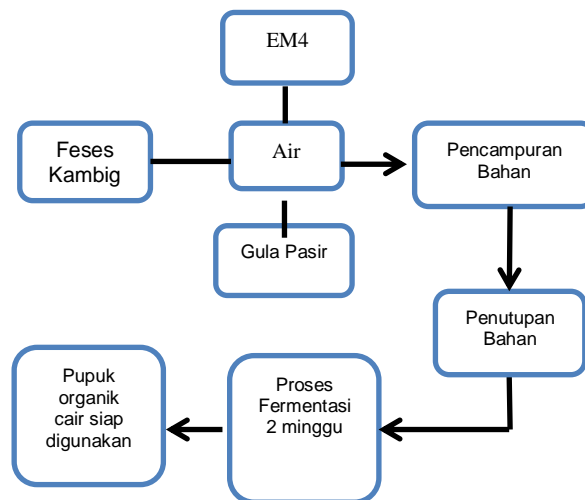 EM4
Feses
Kambig
Air
Pencampuran
Bahan
Gula Pasir
Penutupan
Bahan
Proses
Fermentasi
2 minggu
Pupuk
organik
cair siap
digunakan